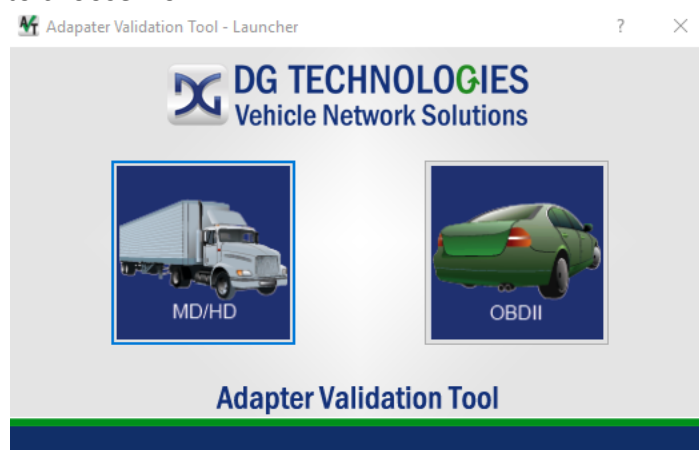 Adapater Validation Tool - Launcher
DG TECHNOLOGIES
Vehicle Network Solutions
MD/HD
OBDII
Adapter Validation Tool